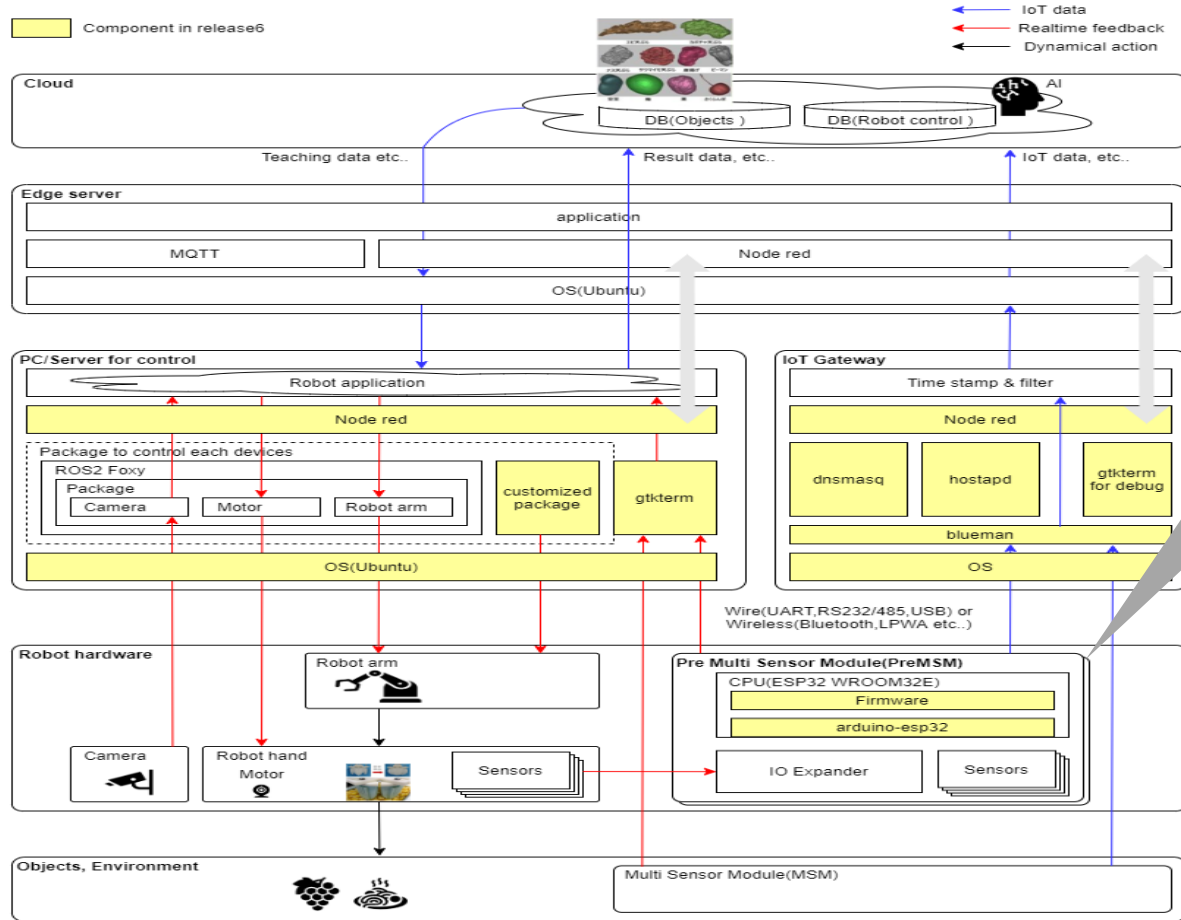 Component in release6
IoT data
Realtime feedback
Dynamical action
Cloud
AI
DB(Objects )
DB(Robot control )
Teaching data etc..
Result data, etc..
IoT data, etc..
Edge server
application
MQTT
Node red
OS(Ubuntu)
PC/Server for control
Robot application
Node red
Package to control each devices
ROS2 Foxy
Package
Camera
Motor
Robot arm
customized
package
gtkterm
OS(Ubuntu)
IoT Gateway
Time stamp & filter
Node red
dnsmasq
hostapd
gtkterm
for debug
blueman
OS
Wire(UART,RS232/485,USB) or
Wireless(Bluetooth,LPWA etc..)
Robot hardware
Robot arm
Camera
Robot hand
Motor
Sensors
Pre Multi Sensor Module(PreMSM)
CPU(ESP32 WROOM32E)
Firmware
arduino-esp32
IO Expander
Sensors
Objects, Environment
Multi Sensor Module(MSM)